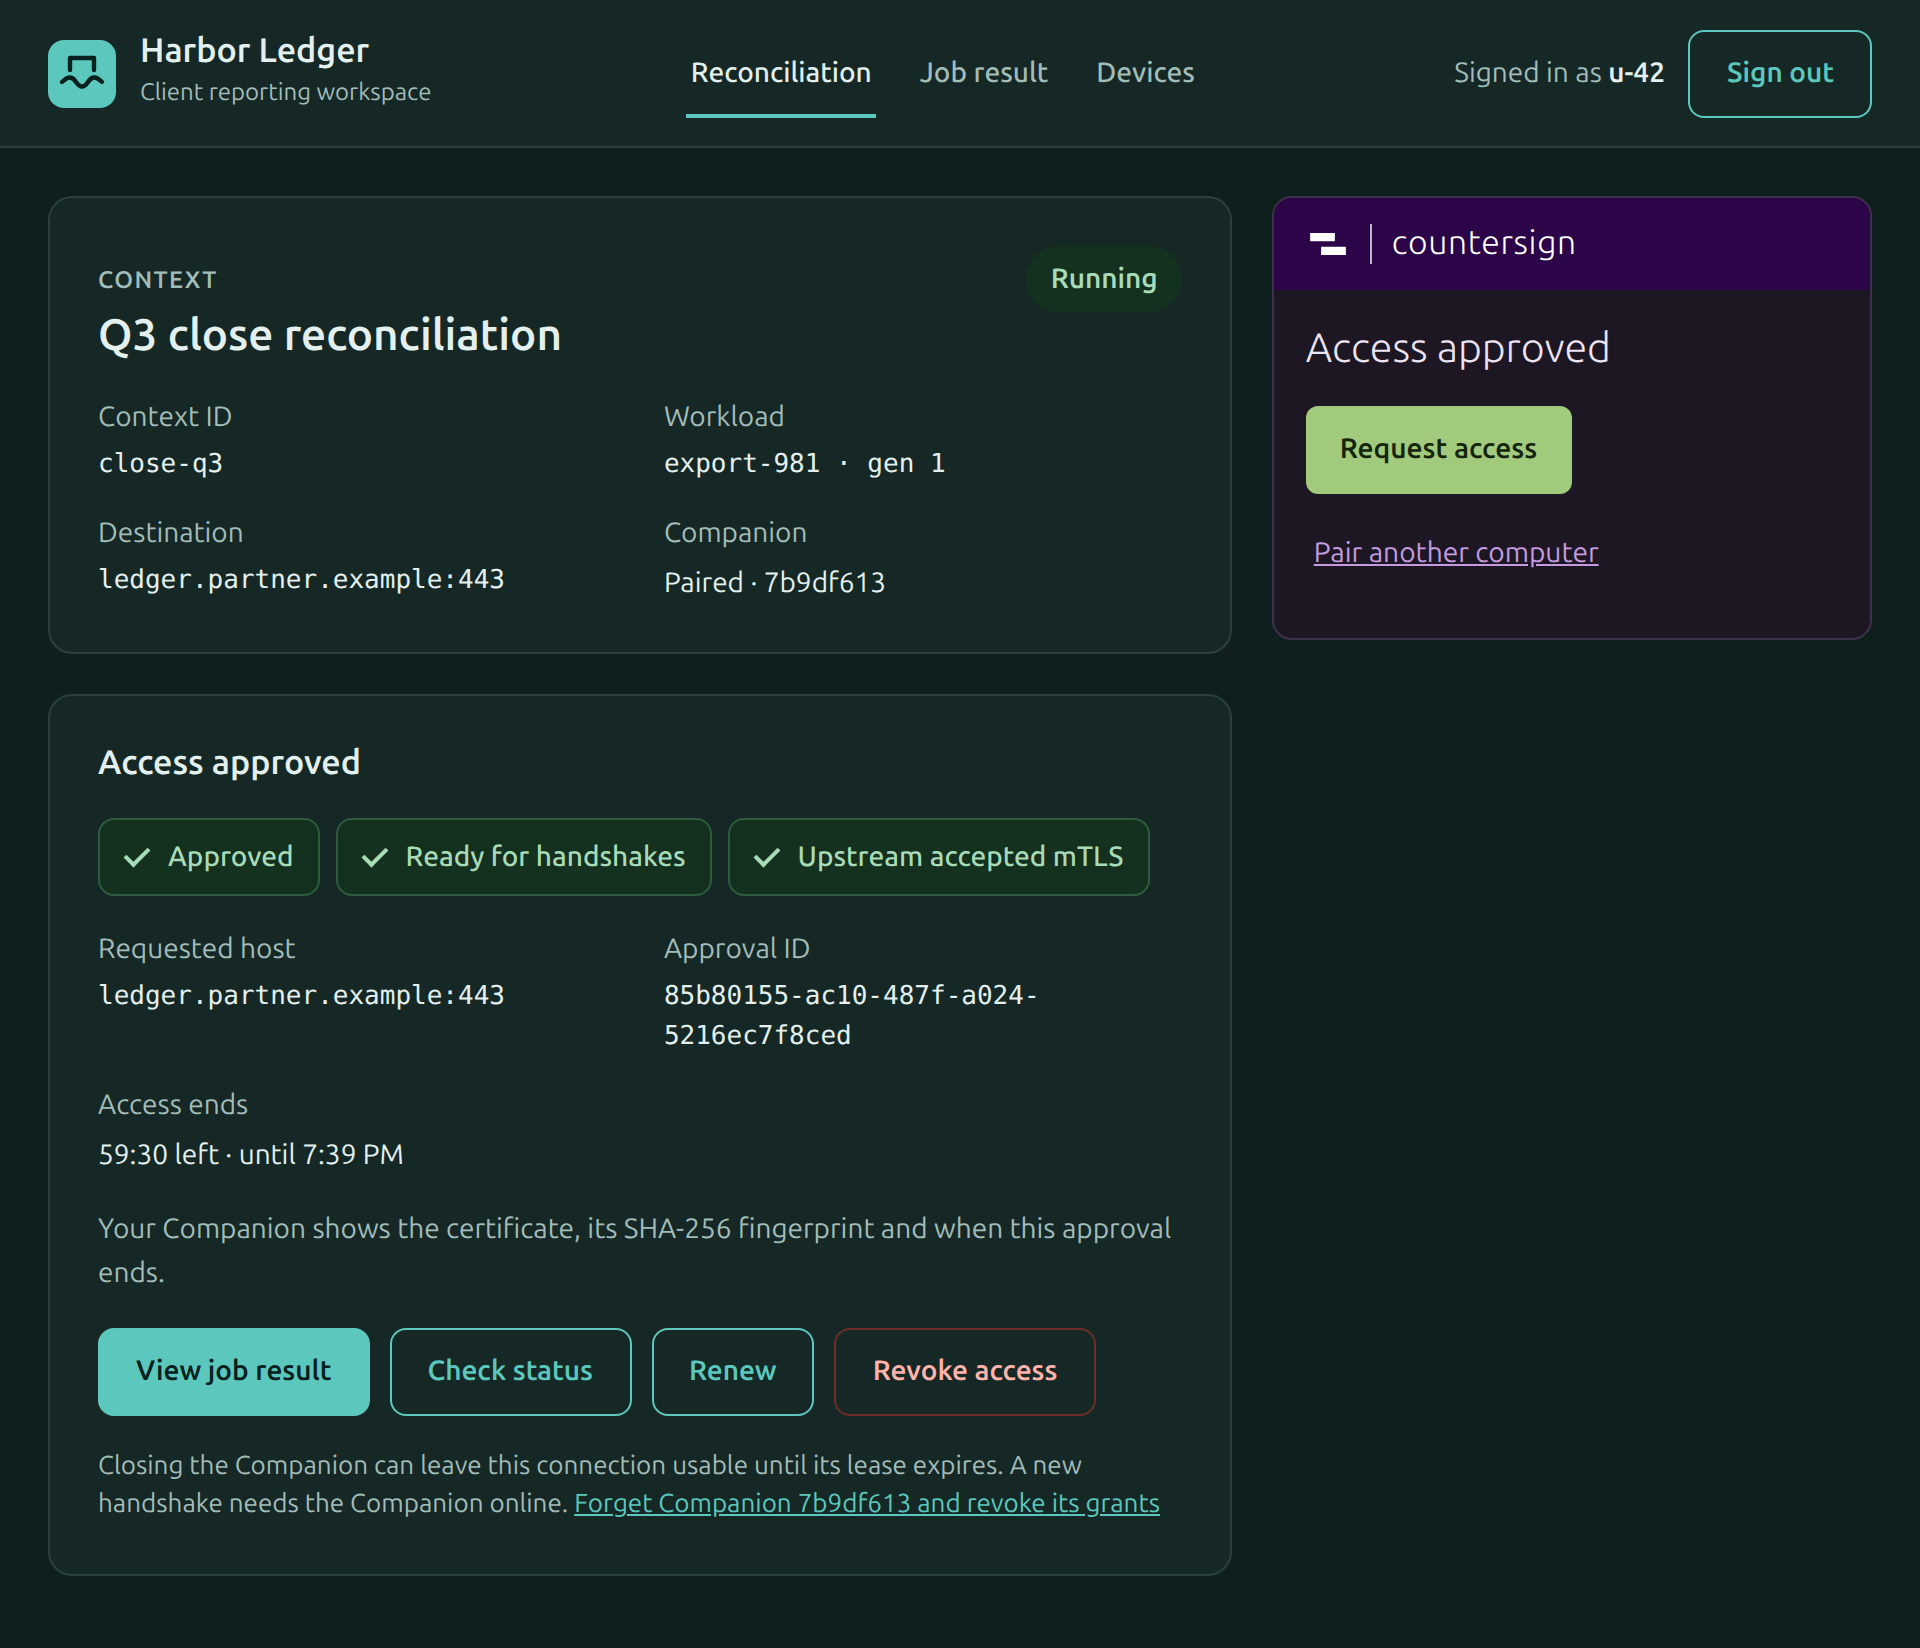 Harbor Ledger
Client reporting workspace
Reconciliation
Job result
Devices
Signed in as u-42
Sign out
CONTEXT
Running
Q3 close reconciliation
Context ID
close-q3
Workload
export-981 · gen 1
Destination
ledger.partner.example:443
Companion
Paired · 7b9df613
countersign
Access approved
Request access
Pair another computer
Access approved
Approved
Ready for handshakes
Upstream accepted mTLS
Requested host
ledger.partner.example:443
Approval ID
85b80155-ac10-487f-a024-
5216ec7f8ced
Access ends
59:30 left · until 7:39 PM
Your Companion shows the certificate, its SHA-256 fingerprint and when this approval
ends.
View job result
Check status
Renew
Revoke access
Closing the Companion can leave this connection usable until its lease expires. A new
handshake needs the Companion online. Forget Companion 7b9df613 and revoke its grants